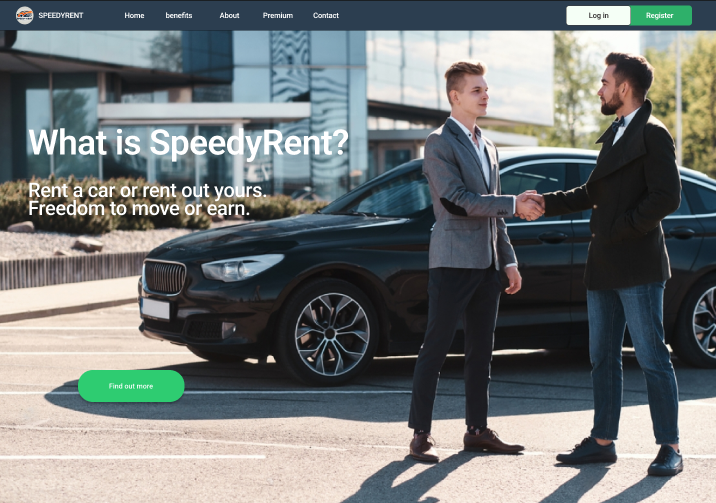 SPEEDYRENT
Home
benefits
About
Premium
Contact
Log in
Register
What is SpeedyRent?
Rent a car or rent out yours.
Freedom to move or earn.
Find out more